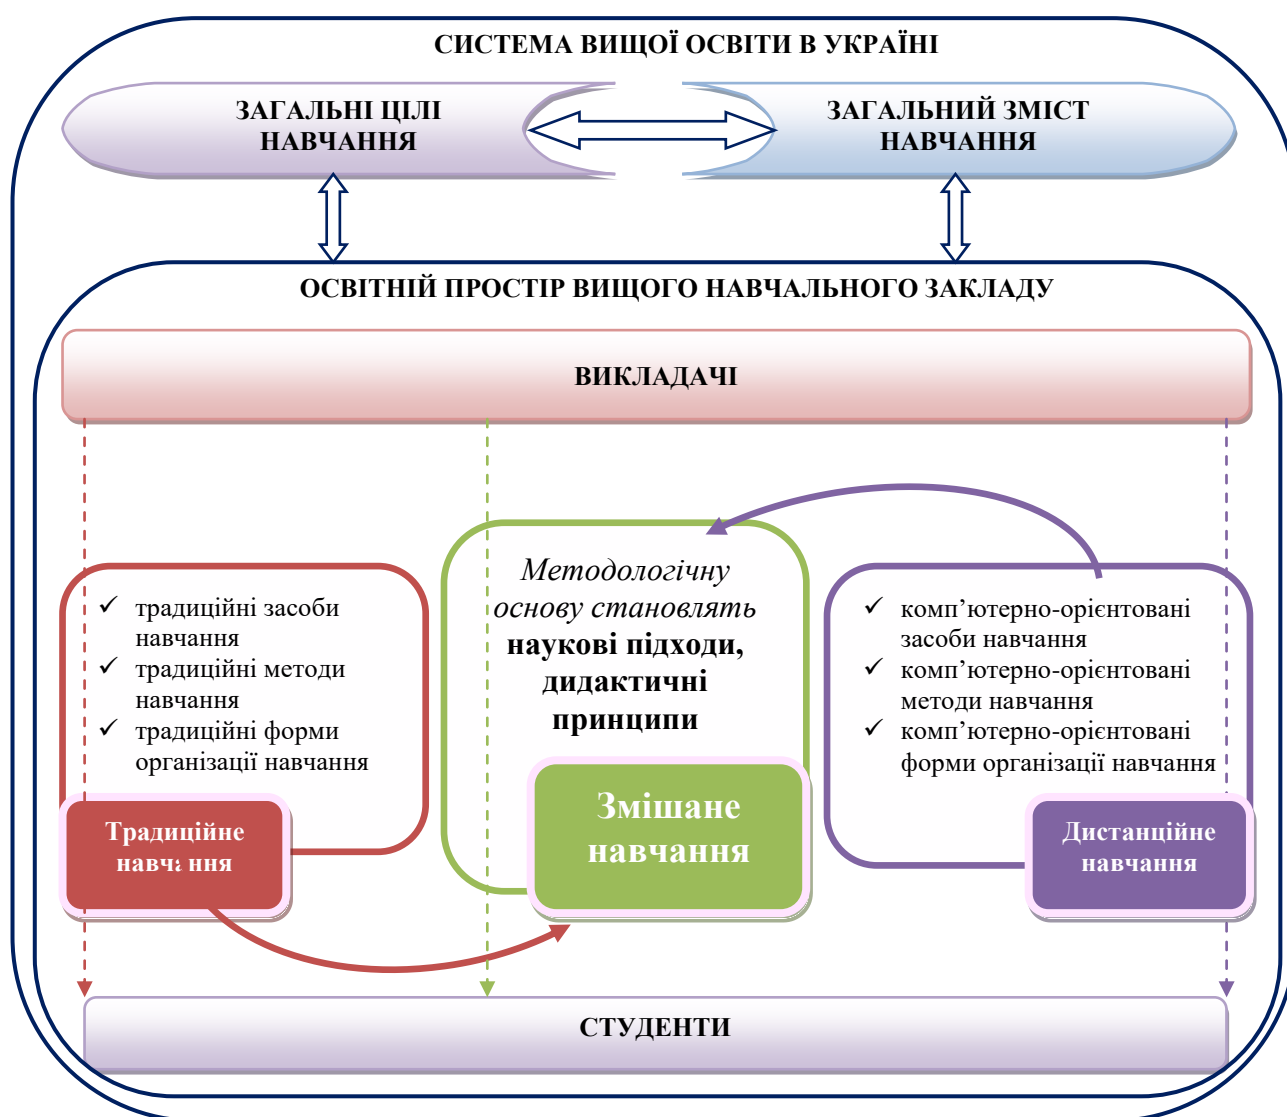 СИСТЕМА ВИЩОЇ ОСВІТИ В УКРАЇНІ
ЗАГАЛЬНІ ЦІЛІ
НАВЧАННЯ
ЗАГАЛЬНИЙ ЗМІСТ
НАВЧАННЯ
ОСВІТНІЙ ПРОСТІР ВИЩОГО НАВЧАЛЬНОГО ЗАКЛАДУ
ВИКЛАДАЧІ
✓ традиційні засоби
навчання
✓ традиційні методи
навчання
✓ традиційні форми
організації навчання
Традиційне
навчання
Методологічну
основу становлять
наукові підходи,
дидактичні
принципи
Змішане
навчання
✓ комп’ютерно-орієнтовані
засоби навчання
✓ комп’ютерно-орієнтовані
методи навчання
✓ комп’ютерно-орієнтовані
форми організації навчання
Дистанційне
навчання
СТУДЕНТИ